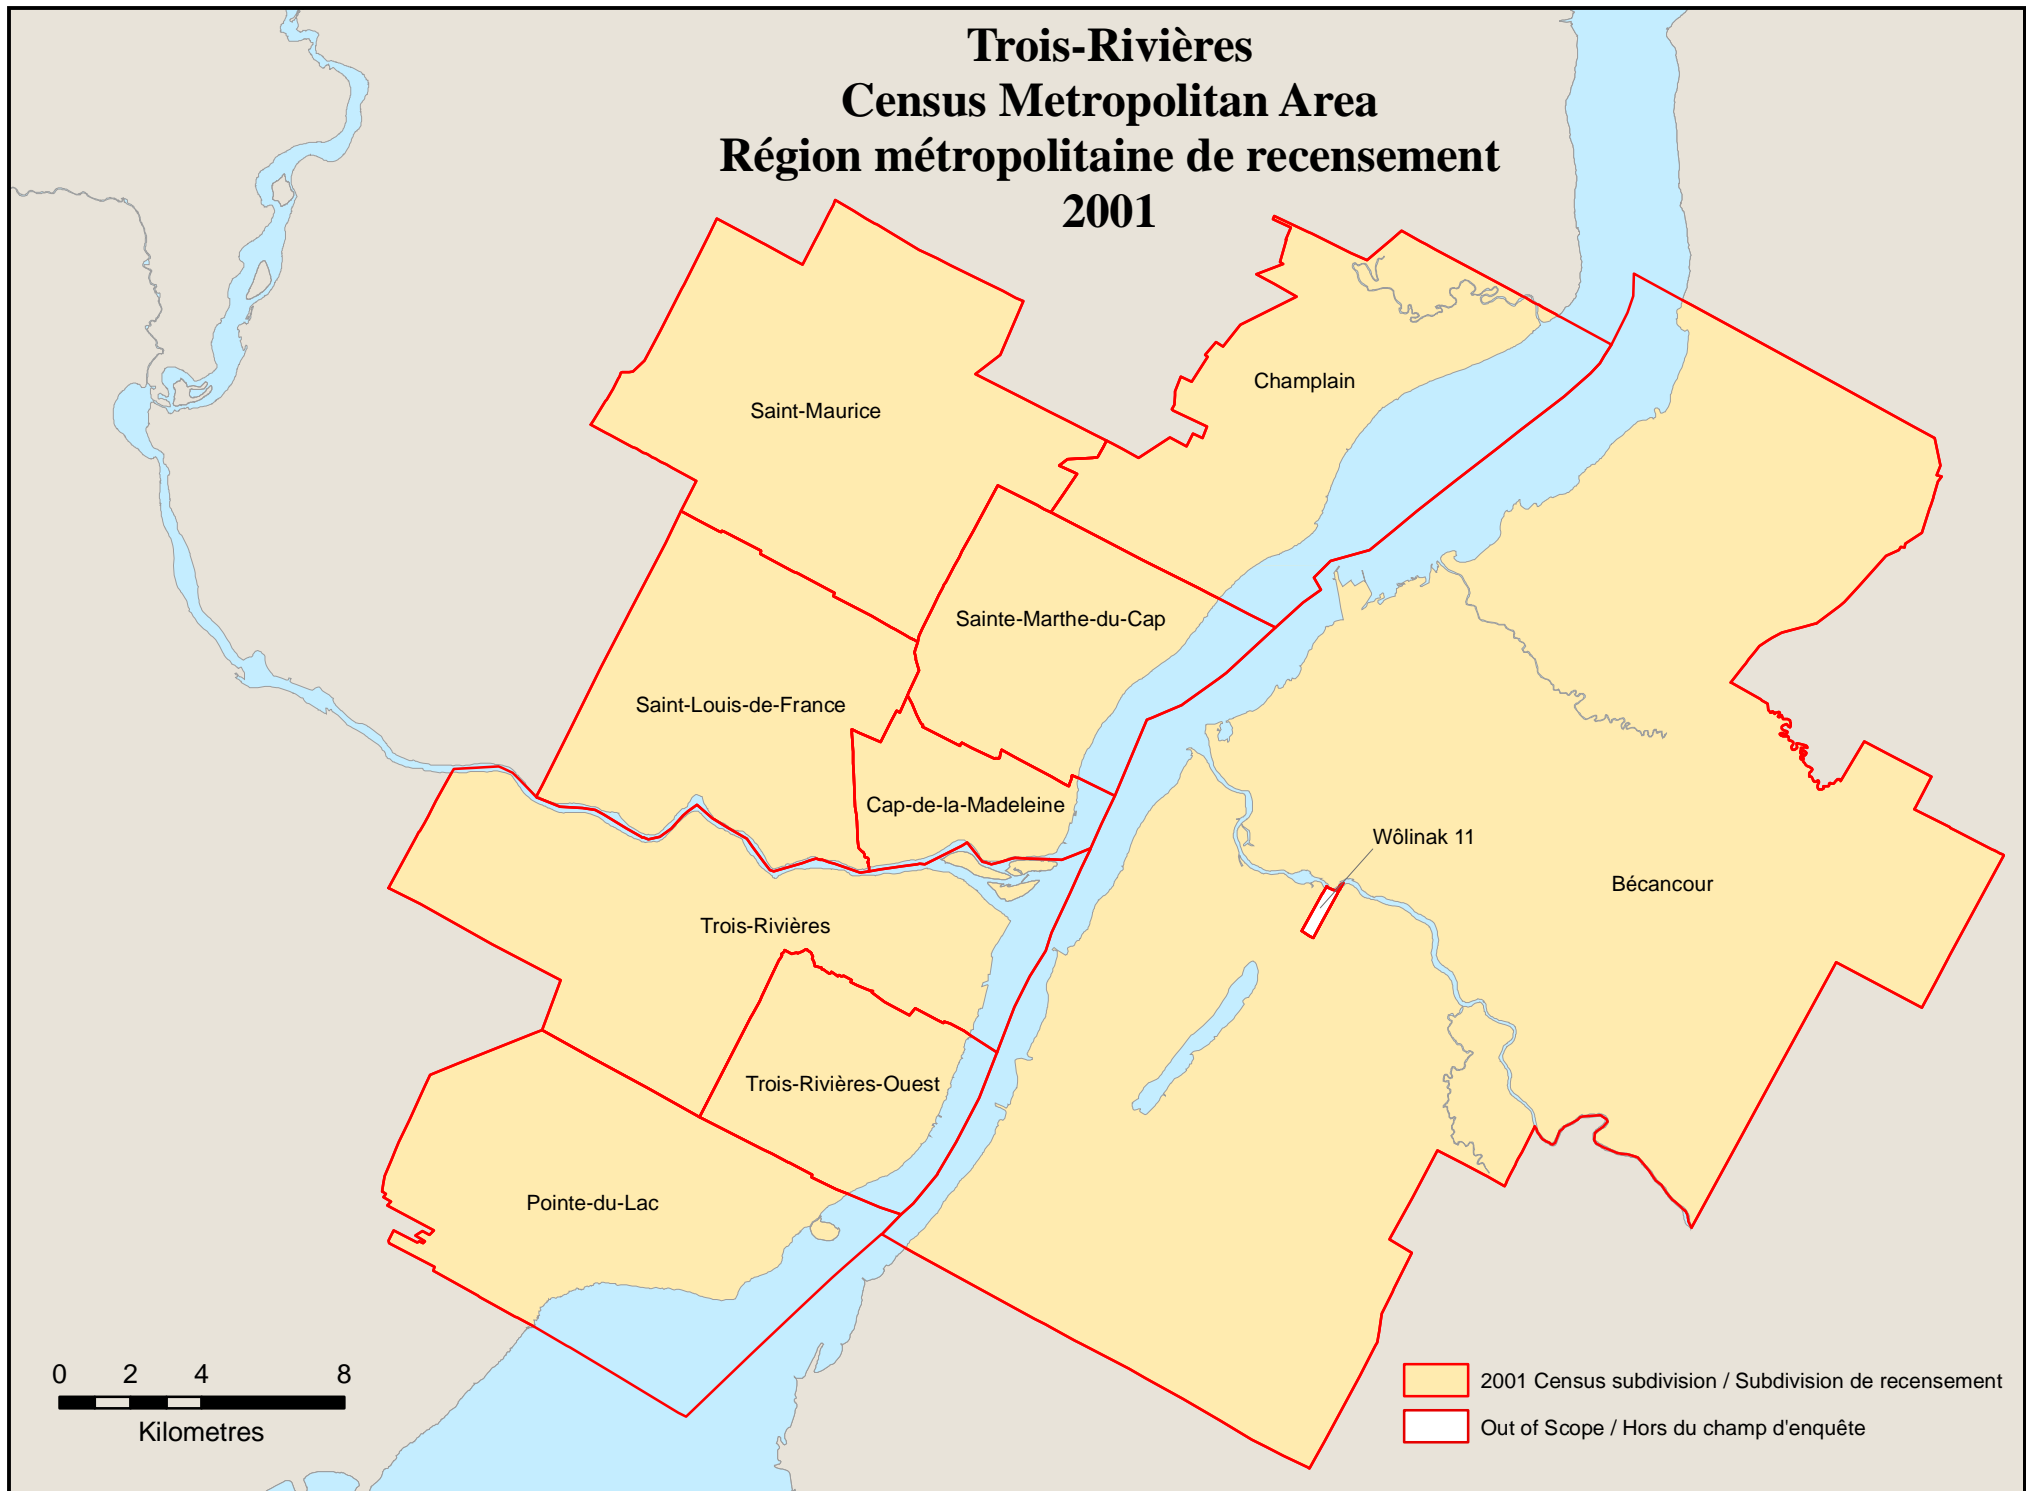 Trois-Rivières
Census Metropolitan Area
Région métropolitaine de recensement
2001
Champlain
Saint-Maurice
Sainte-Marthe-du-Cap
Saint-Louis-de-France
Cap-de-la-Madeleine
Wôlinak 11
Bécancour
Trois-Rivières
Trois-Rivières-Ouest
Pointe-du-Lac
0 2 4 8
Kilometres
2001 Census subdivision / Subdivision de recensement
Out of Scope / Hors du champ d'enquête